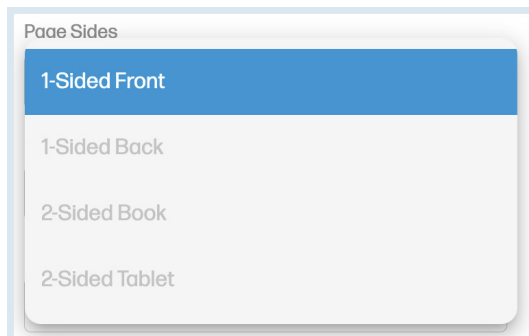 Page Sides
1-Sided Front
1-Sided Back
2-Sided Book
2-Sided Tablet